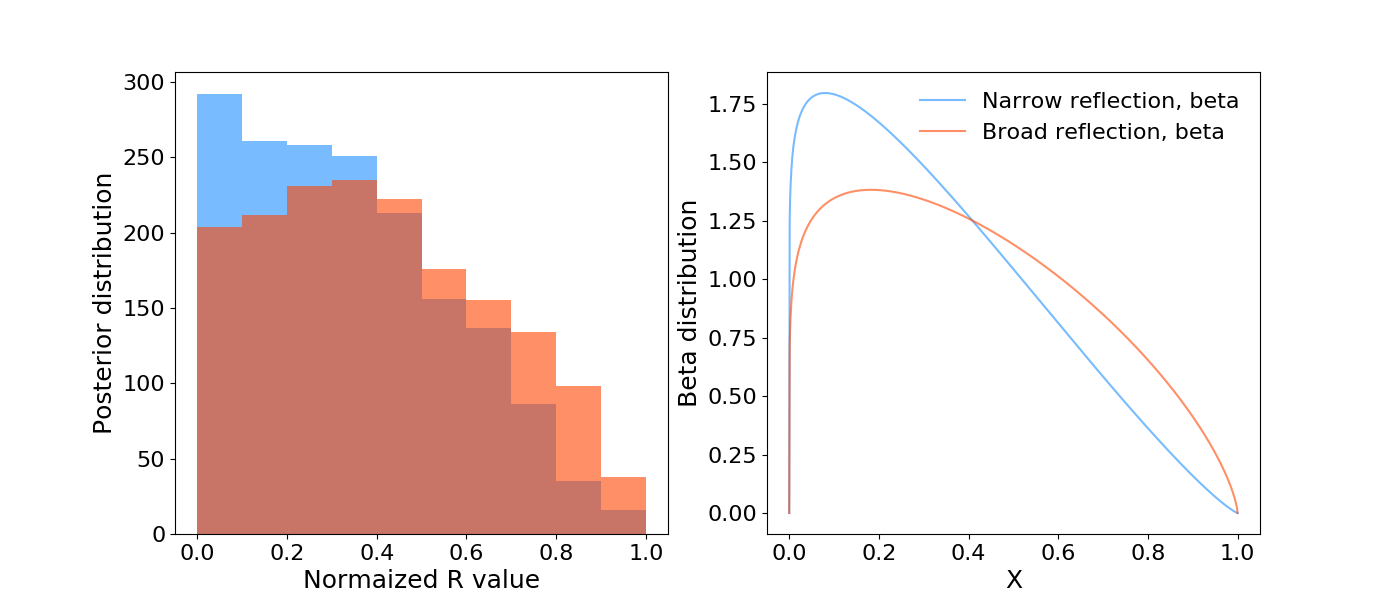 Posterior distribution
300
250
200
150
100
50
0
0.0 0.2 0.4 0.6 0.8 1.0
Normaized R value
Beta distribution
1.75
1.50
1.25
1.00
0.75
0.50
0.25
0.00
0.0 0.2 0.4 0.6 0.8 1.0
X
Narrow reflection, beta
Broad reflection, beta